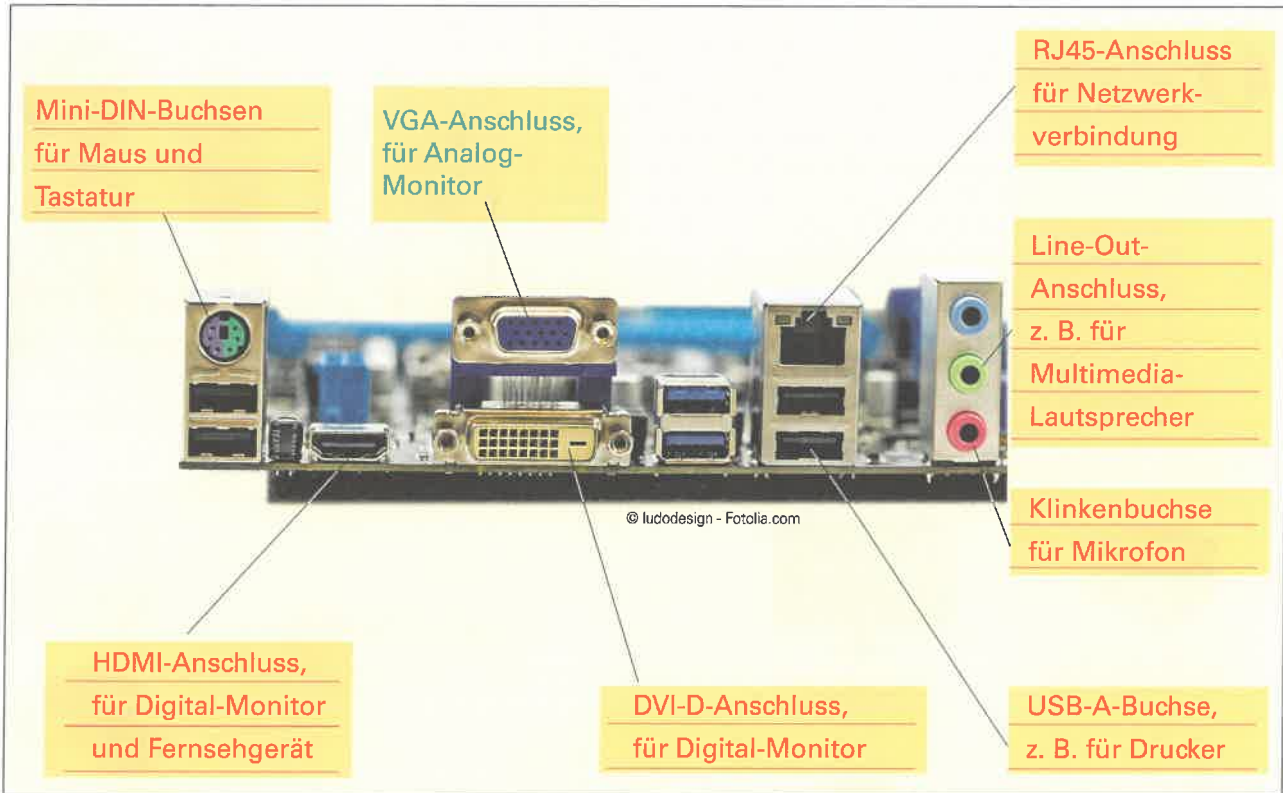 Mini-DIN-Buchsen
für Maus und
Tastatur
VGA-Anschluss,
für Analog-
Monitor
RJ45-Anschluss
für Netzwerk-
verbindung
Line-Out-
Anschluss,
z. B. für
Multimedia-
Lautsprecher
© ludodesign - Fotolia.com
Klinkenbuchse
für Mikrofon
HDMI-Anschluss,
für Digital-Monitor
und Fernsehgerät
DVI-D-Anschluss,
für Digital-Monitor
USB-A-Buchse,
z. B. für Drucker